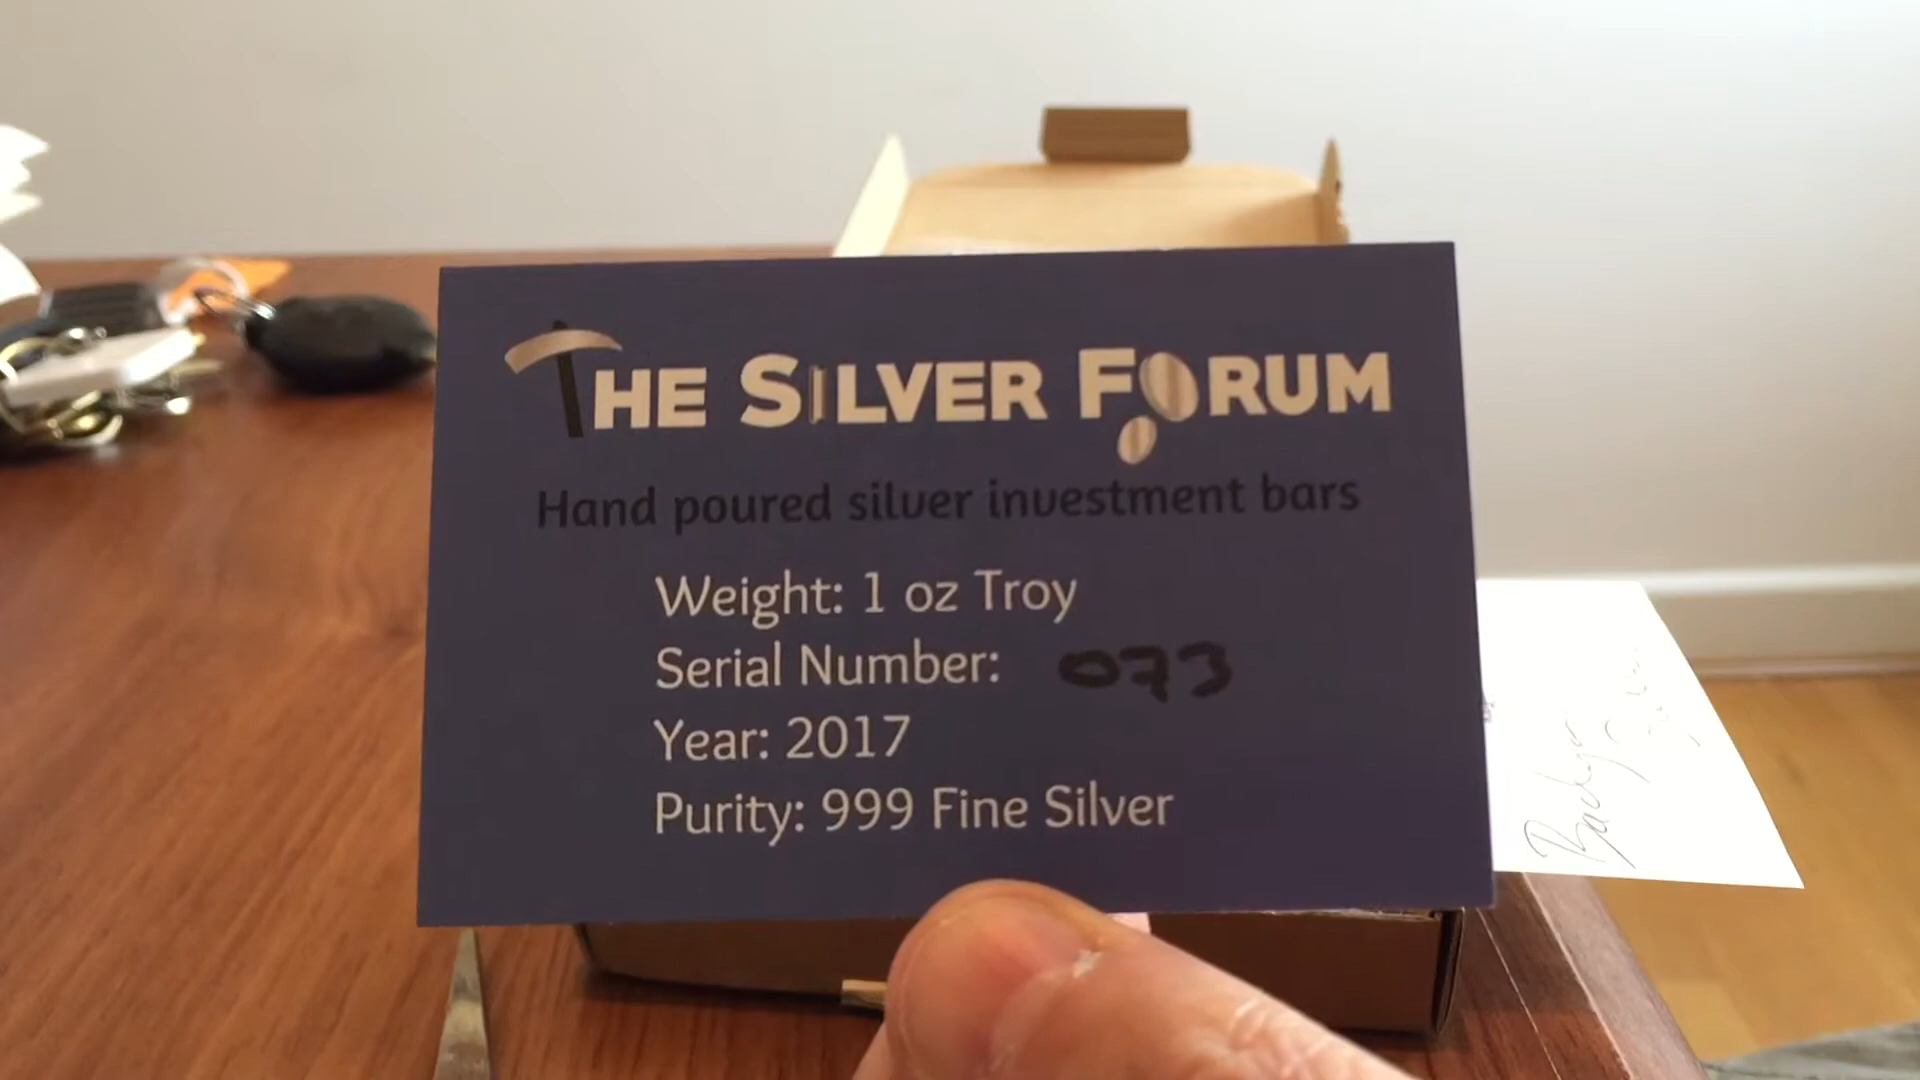 THE SILVER FORUM
Hand poured silver investment bars
Weight: 1 oz Troy
Serial Number: 073
Year: 2017
Purity: 999 Fine Silver